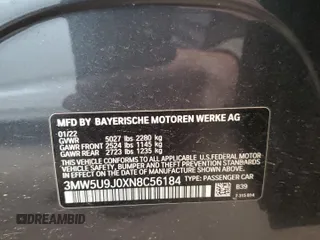 MFD BY BAYERISCHE MOTOREN WERKE AG
01/22
GVWR 5027 lbs 2280 kg
GAWR FRONT 2524 lbs 1145 kg
GAWR REAR 2723 lbs 1235 kg
THIS VEHICLE CONFORMS TO ALL APPLICABLE U.S. FEDERAL MOTOR
VEHICLE SAFETY, BUMPER AND THEFT PREVENTION STANDARDS
IN EFFECT ON THE DATE OF MANUFACTURE SHOWN ABOVE.
3MW5U9J0XN8C56184
TYPE: PASSENGER CAR
B39
DREAMBID